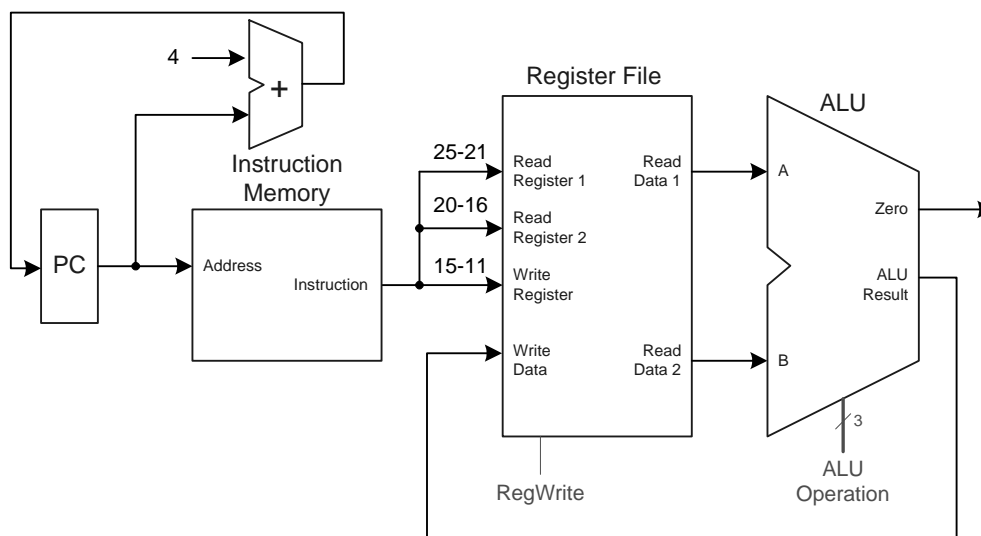 4
+
Instruction
Memory
PC
Address
Instruction
25-21
20-16
15-11
Register File
Read
Register 1
Read
Register 2
Write
Register
Write
Data
Read
Data 1
Read
Data 2
RegWrite
ALU
A
B
Zero
ALU
Result
3
ALU
Operation